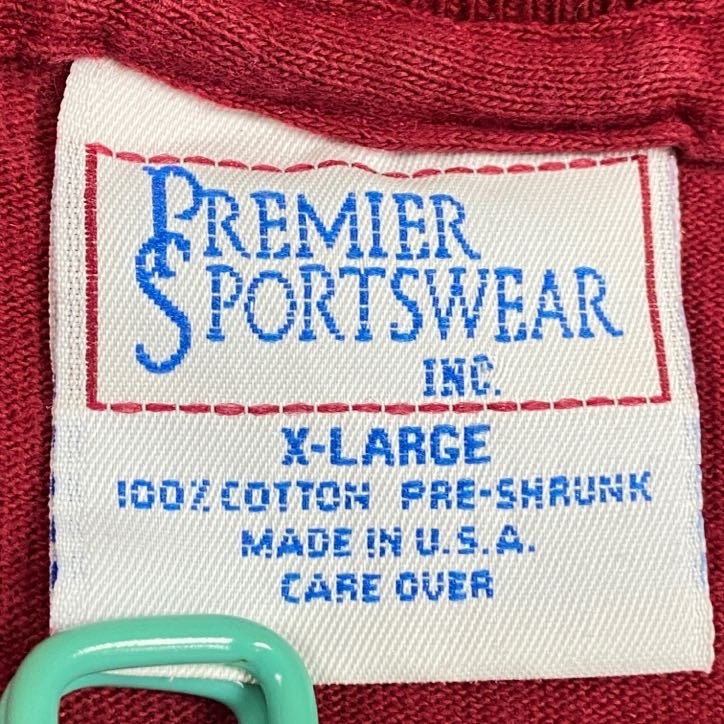 PREMIER
SPORTSWEAR
INC.
X-LARGE
100% COTTON PRE-SHRUNK
MADE IN U.S.A.
CARE OVER